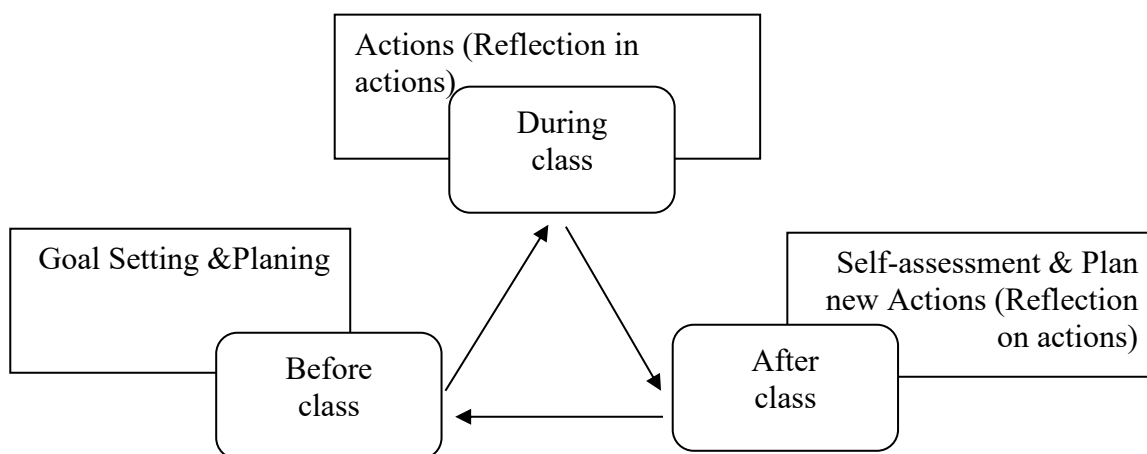 Actions (Reflection in
actions)
During
class
Goal Setting &Planing
Before
class
Self-assessment & Plan
new Actions (Reflection
on actions)
After
class